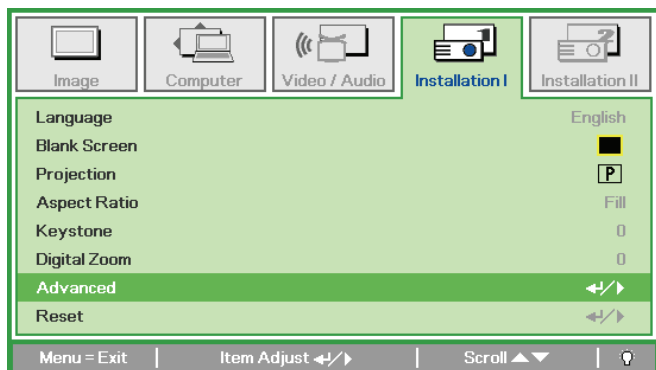 Image Computer Video / Audio Installation I Installation II
Language English
Blank Screen
Projection P
Aspect Ratio Fill
Keystone 0
Digital Zoom 0
Advanced
Reset
Menu = Exit Item Adjust Scroll